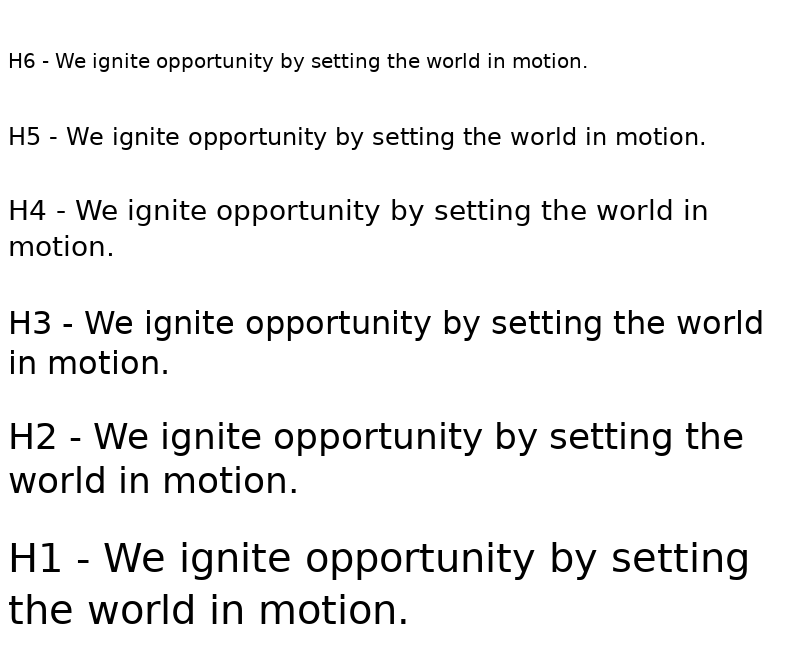 H6 - We ignite opportunity by setting the world in motion.
H5 - We ignite opportunity by setting the world in motion.
H4 - We ignite opportunity by setting the world in
motion.
H3 - We ignite opportunity by setting the world
in motion.
H2 - We ignite opportunity by setting the
world in motion.
H1 - We ignite opportunity by setting
the world in motion.